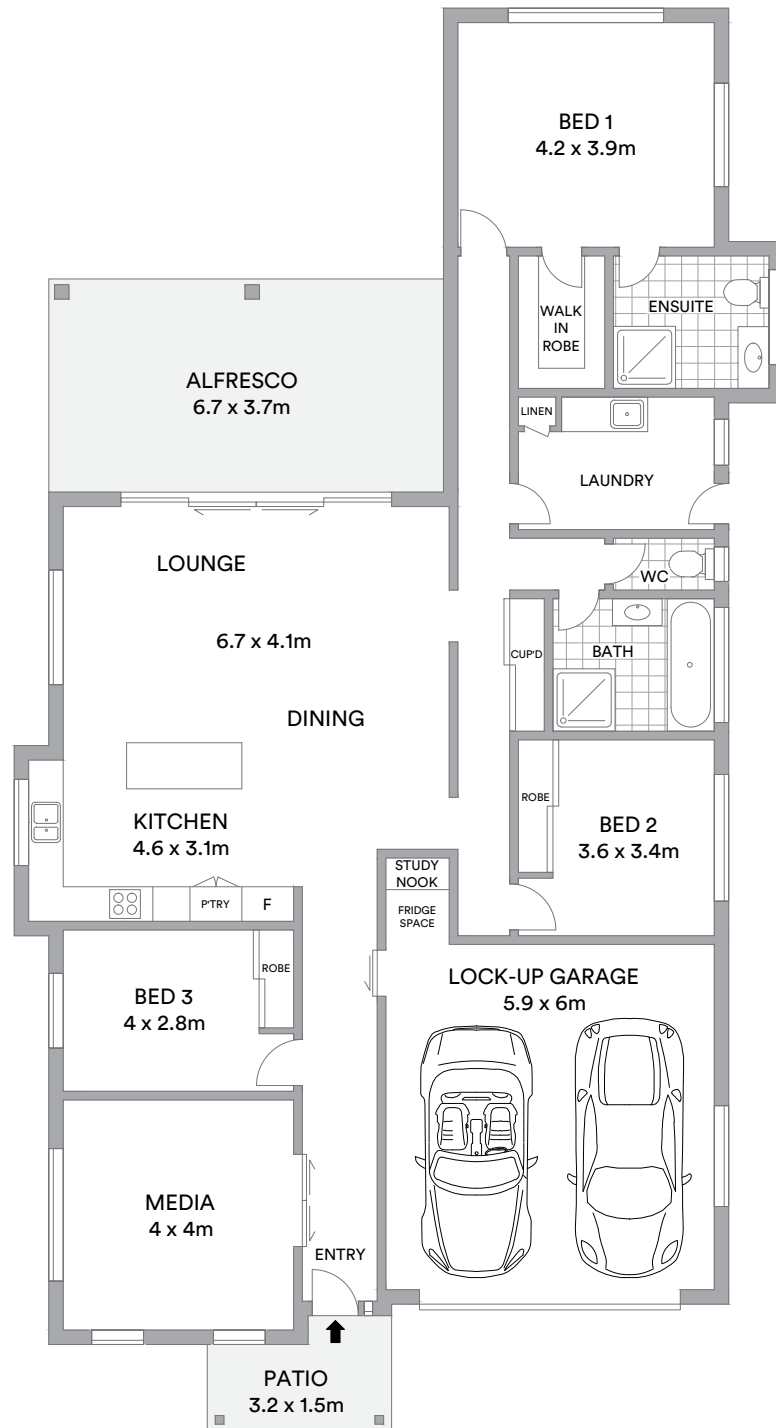 BED 1
4.2 x 3.9m
WALK
IN
ROBE
ENSUITE
ALFRESCO
6.7 x 3.7m
LINEN
LAUNDRY
LOUNGE
WC
6.7 x 4.1m
CUP'D
BATH
DINING
KITCHEN
4.6 x 3.1m
ROBE
BED 2
3.6 x 3.4m
STUDY
NOOK
P'TRY
F
FRIDGE
SPACE
BED 3
4 x 2.8m
ROBE
LOCK-UP GARAGE
5.9 x 6m
MEDIA
4 x 4m
ENTRY
PATIO
3.2 x 1.5m